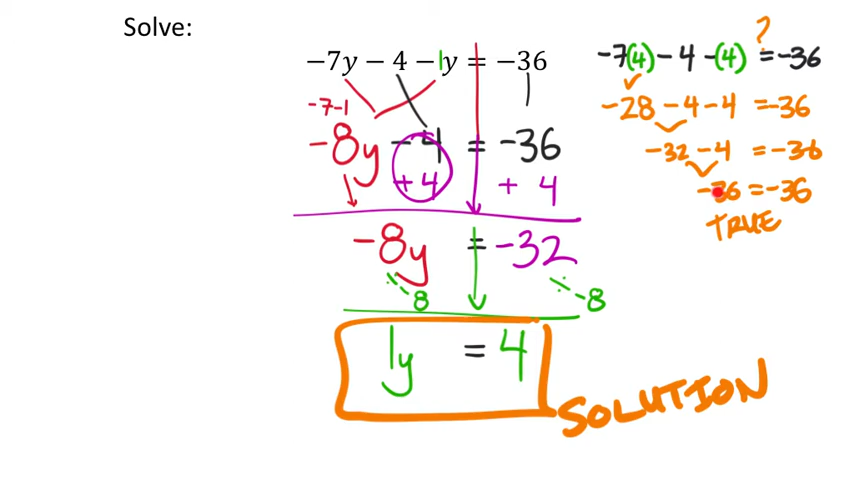 Solve:
−7y − 4 − 1y = −36
-7-1
-8y - 4 = -36
+4 + 4
-8y = -32
÷-8 ÷-8
1y = 4
SOLUTION
?
-7(4) - 4 - (4) = -36
-28 - 4 - 4 = -36
-32 - 4 = -36
-36 = -36
TRUE